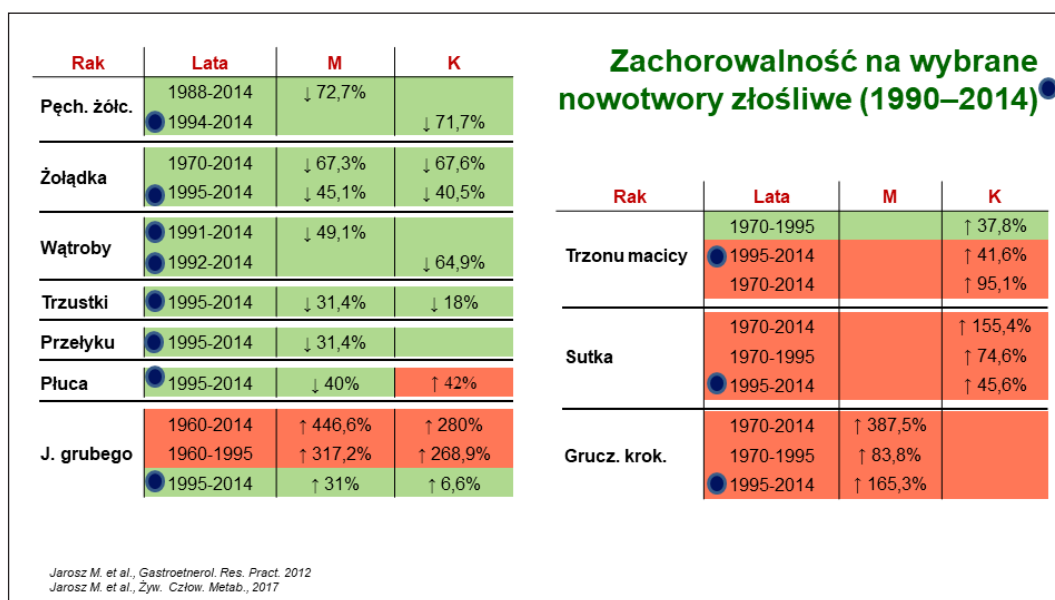 Zachorowalność na wybrane
nowotwory złośliwe (1990–2014)
Rak Lata M K
Pęch. żółc.
1988-2014 ↓ 72,7%
1994-2014 ↓ 71,7%
Żołądka
1970-2014 ↓ 67,3% ↓ 67,6%
1995-2014 ↓ 45,1% ↓ 40,5%
Wątroby
1991-2014 ↓ 49,1%
1992-2014 ↓ 64,9%
Trzustki 1995-2014 ↓ 31,4% ↓ 18%
Przełyku 1995-2014 ↓ 31,4%
Płuca 1995-2014 ↓ 40% ↑ 42%
J. grubego
1960-2014 ↑ 446,6% ↑ 280%
1960-1995 ↑ 317,2% ↑ 268,9%
1995-2014 ↑ 31% ↑ 6,6%
Rak Lata M K
Trzonu macicy
1970-1995 ↑ 37,8%
1995-2014 ↑ 41,6%
1970-2014 ↑ 95,1%
Sutka
1970-2014 ↑ 155,4%
1970-1995 ↑ 74,6%
1995-2014 ↑ 45,6%
Grucz. krok.
1970-2014 ↑ 387,5%
1970-1995 ↑ 83,8%
1995-2014 ↑ 165,3%
Jarosz M. et al., Gastroetnerol. Res. Pract. 2012
Jarosz M. et al., Żyw. Człow. Metab., 2017